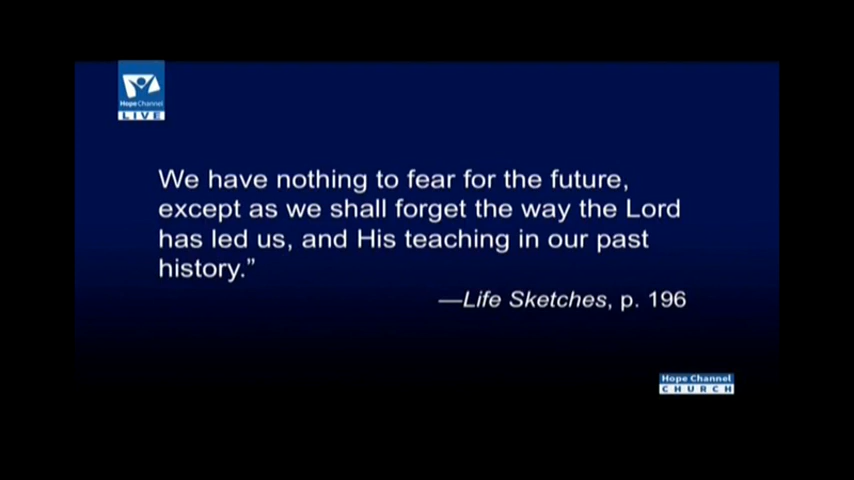 Hope Channel
LIVE
We have nothing to fear for the future,
except as we shall forget the way the Lord
has led us, and His teaching in our past
history.”
—Life Sketches, p. 196
Hope Channel
CHURCH